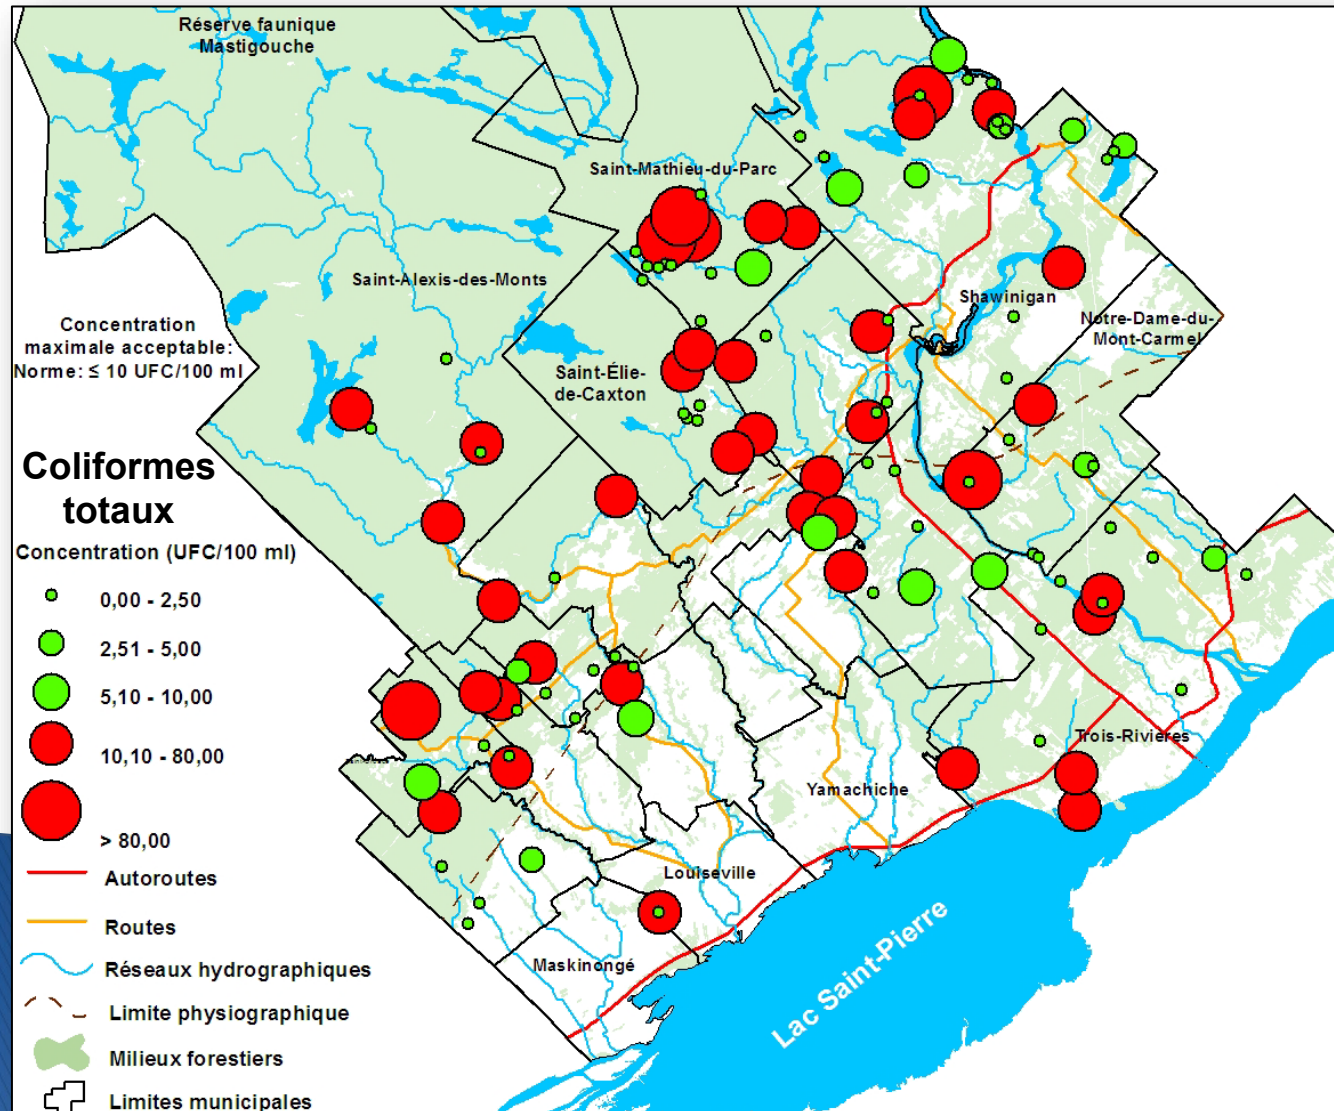 Réserve faunique
Mastigouche
Saint-Mathieu-du-Parc
Saint-Alexis-des-Monts
Shawinigan
Notre-Dame-du-
Mont-Carmel
Concentration
maximale acceptable:
Norme: ≤ 10 UFC/100 ml
Saint-Élie-
de-Caxton
Coliformes
totaux
Concentration (UFC/100 ml)
0,00 - 2,50
2,51 - 5,00
5,10 - 10,00
10,10 - 80,00
> 80,00
Autoroutes
Routes
Réseaux hydrographiques
Limite physiographique
Milieux forestiers
Limites municipales
Trois-Rivières
Yamachiche
Louiseville
Maskinongé
Lac Saint-Pierre